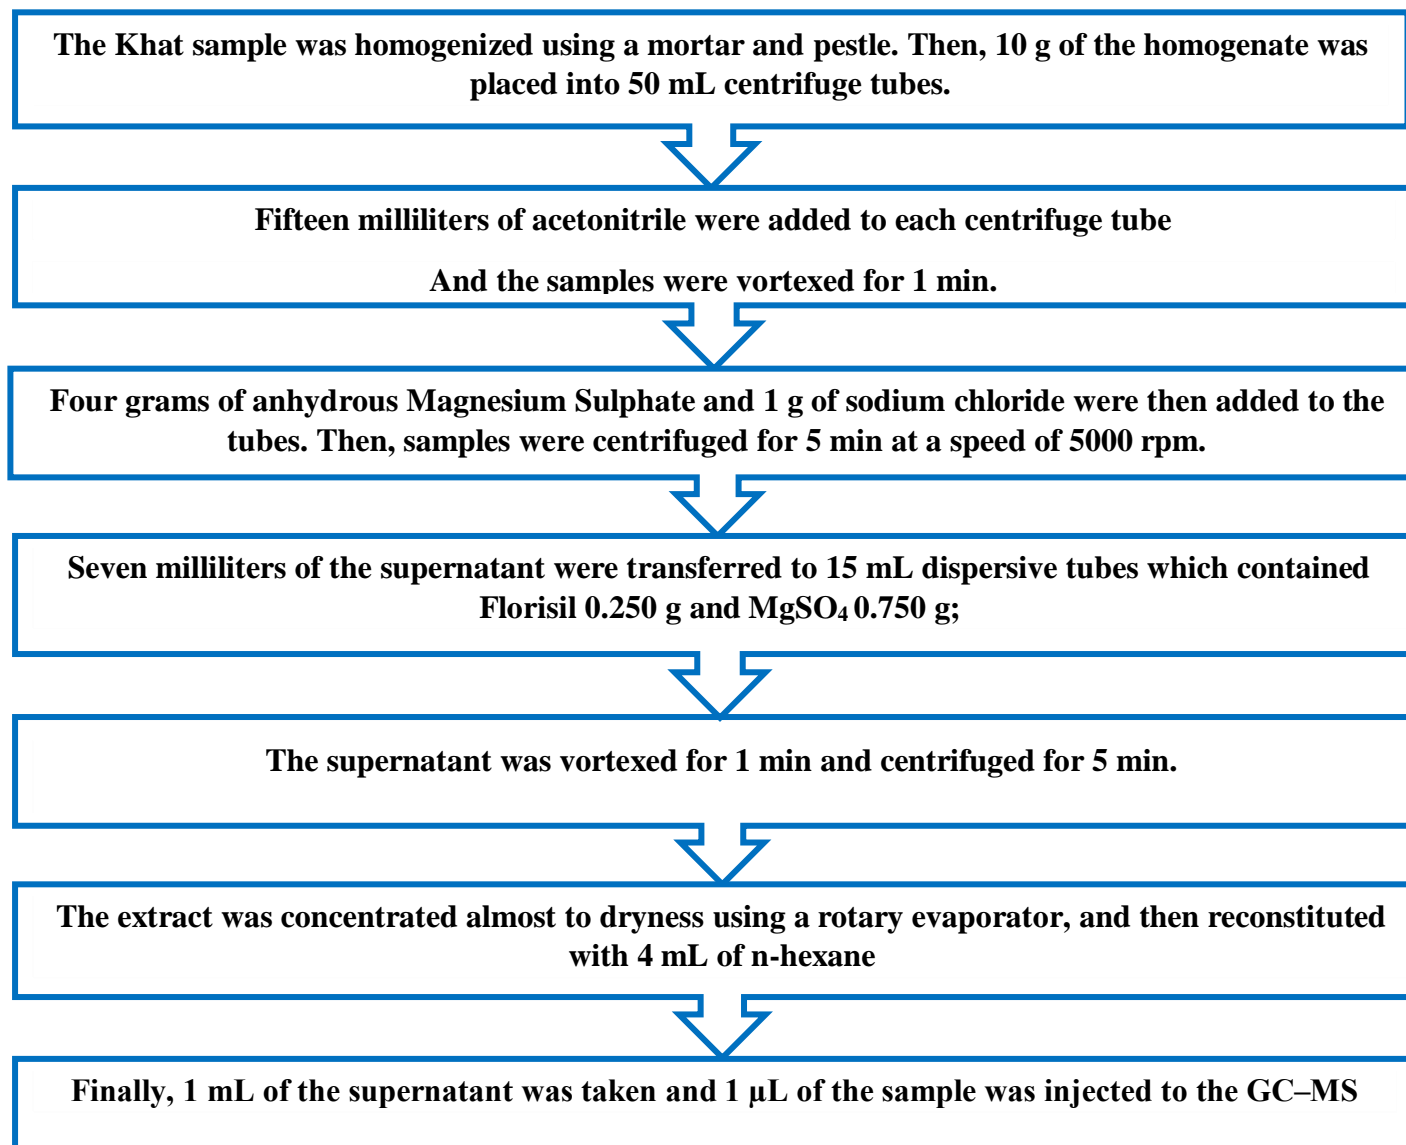 The Khat sample was homogenized using a mortar and pestle. Then, 10 g of the homogenate was
placed into 50 mL centrifuge tubes.
Fifteen milliliters of acetonitrile were added to each centrifuge tube
And the samples were vortexed for 1 min.
Four grams of anhydrous Magnesium Sulphate and 1 g of sodium chloride were then added to the
tubes. Then, samples were centrifuged for 5 min at a speed of 5000 rpm.
Seven milliliters of the supernatant were transferred to 15 mL dispersive tubes which contained
Florisil 0.250 g and MgSO₄ 0.750 g;
The supernatant was vortexed for 1 min and centrifuged for 5 min.
The extract was concentrated almost to dryness using a rotary evaporator, and then reconstituted
with 4 mL of n-hexane
Finally, 1 mL of the supernatant was taken and 1 µL of the sample was injected to the GC–MS